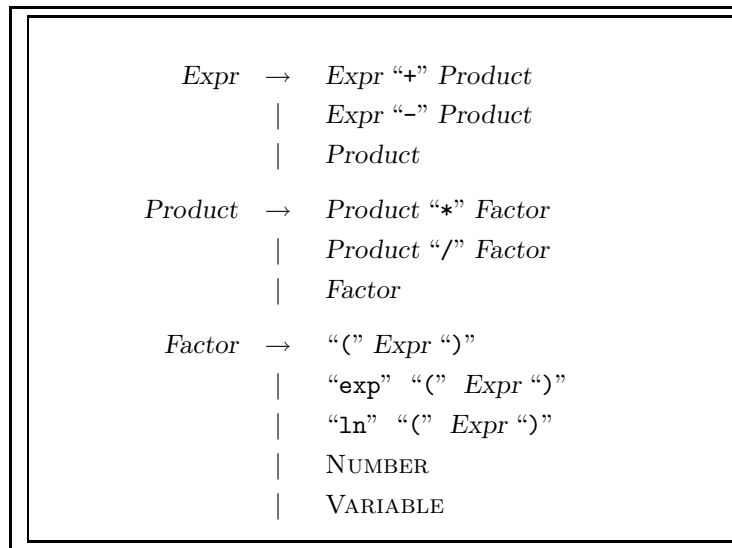 Expr → Expr “+” Product
| Expr “-” Product
| Product
Product → Product “*” Factor
| Product “/” Factor
| Factor
Factor → “(” Expr “)”
| “exp” “(” Expr “)”
| “ln” “(” Expr “)”
| NUMBER
| VARIABLE